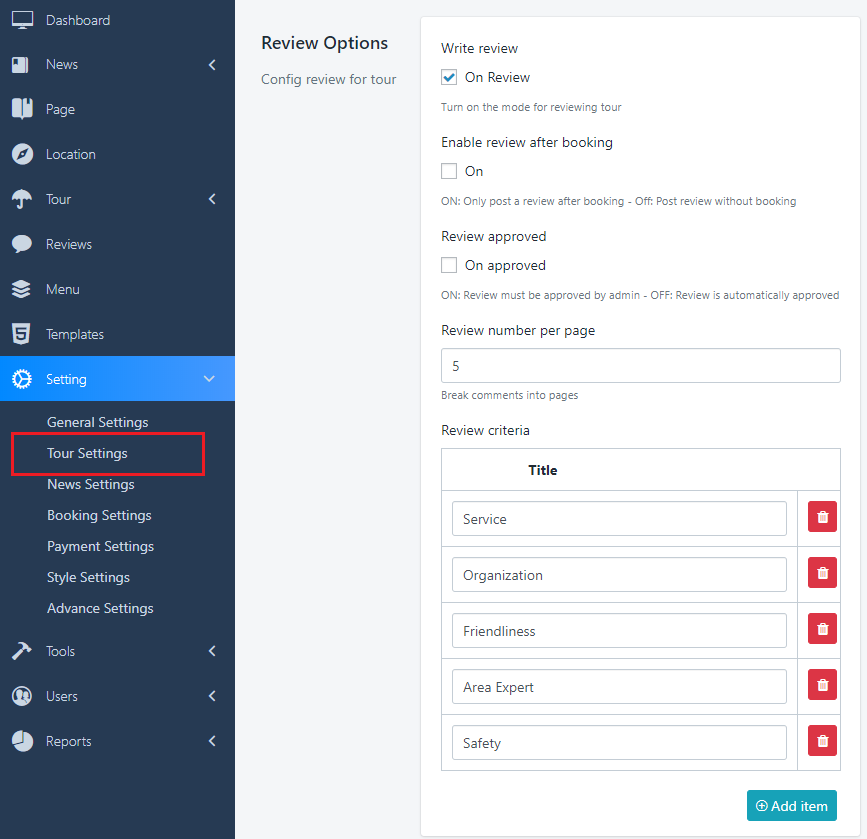 Dashboard
News
Page
Location
Tour
Reviews
Menu
Templates
Setting
General Settings
Tour Settings
News Settings
Booking Settings
Payment Settings
Style Settings
Advance Settings
Tools
Users
Reports
Review Options
Config review for tour
Write review
On Review
Turn on the mode for reviewing tour
Enable review after booking
On
ON: Only post a review after booking - Off: Post review without booking
Review approved
On approved
ON: Review must be approved by admin - OFF: Review is automatically approved
Review number per page
5
Break comments into pages
Review criteria
Title
Service
Organization
Friendliness
Area Expert
Safety
Add item